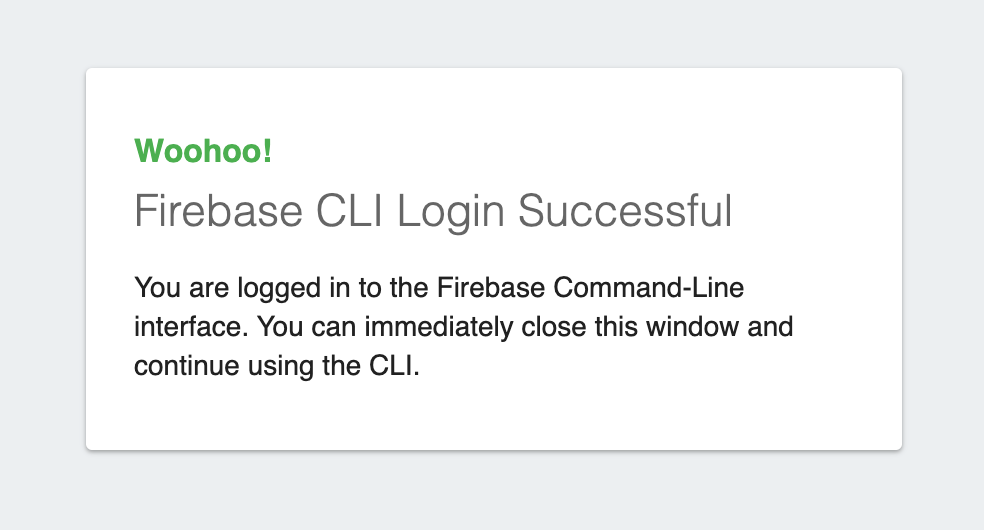 Woohoo!
Firebase CLI Login Successful
You are logged in to the Firebase Command-Line
interface. You can immediately close this window and
continue using the CLI.